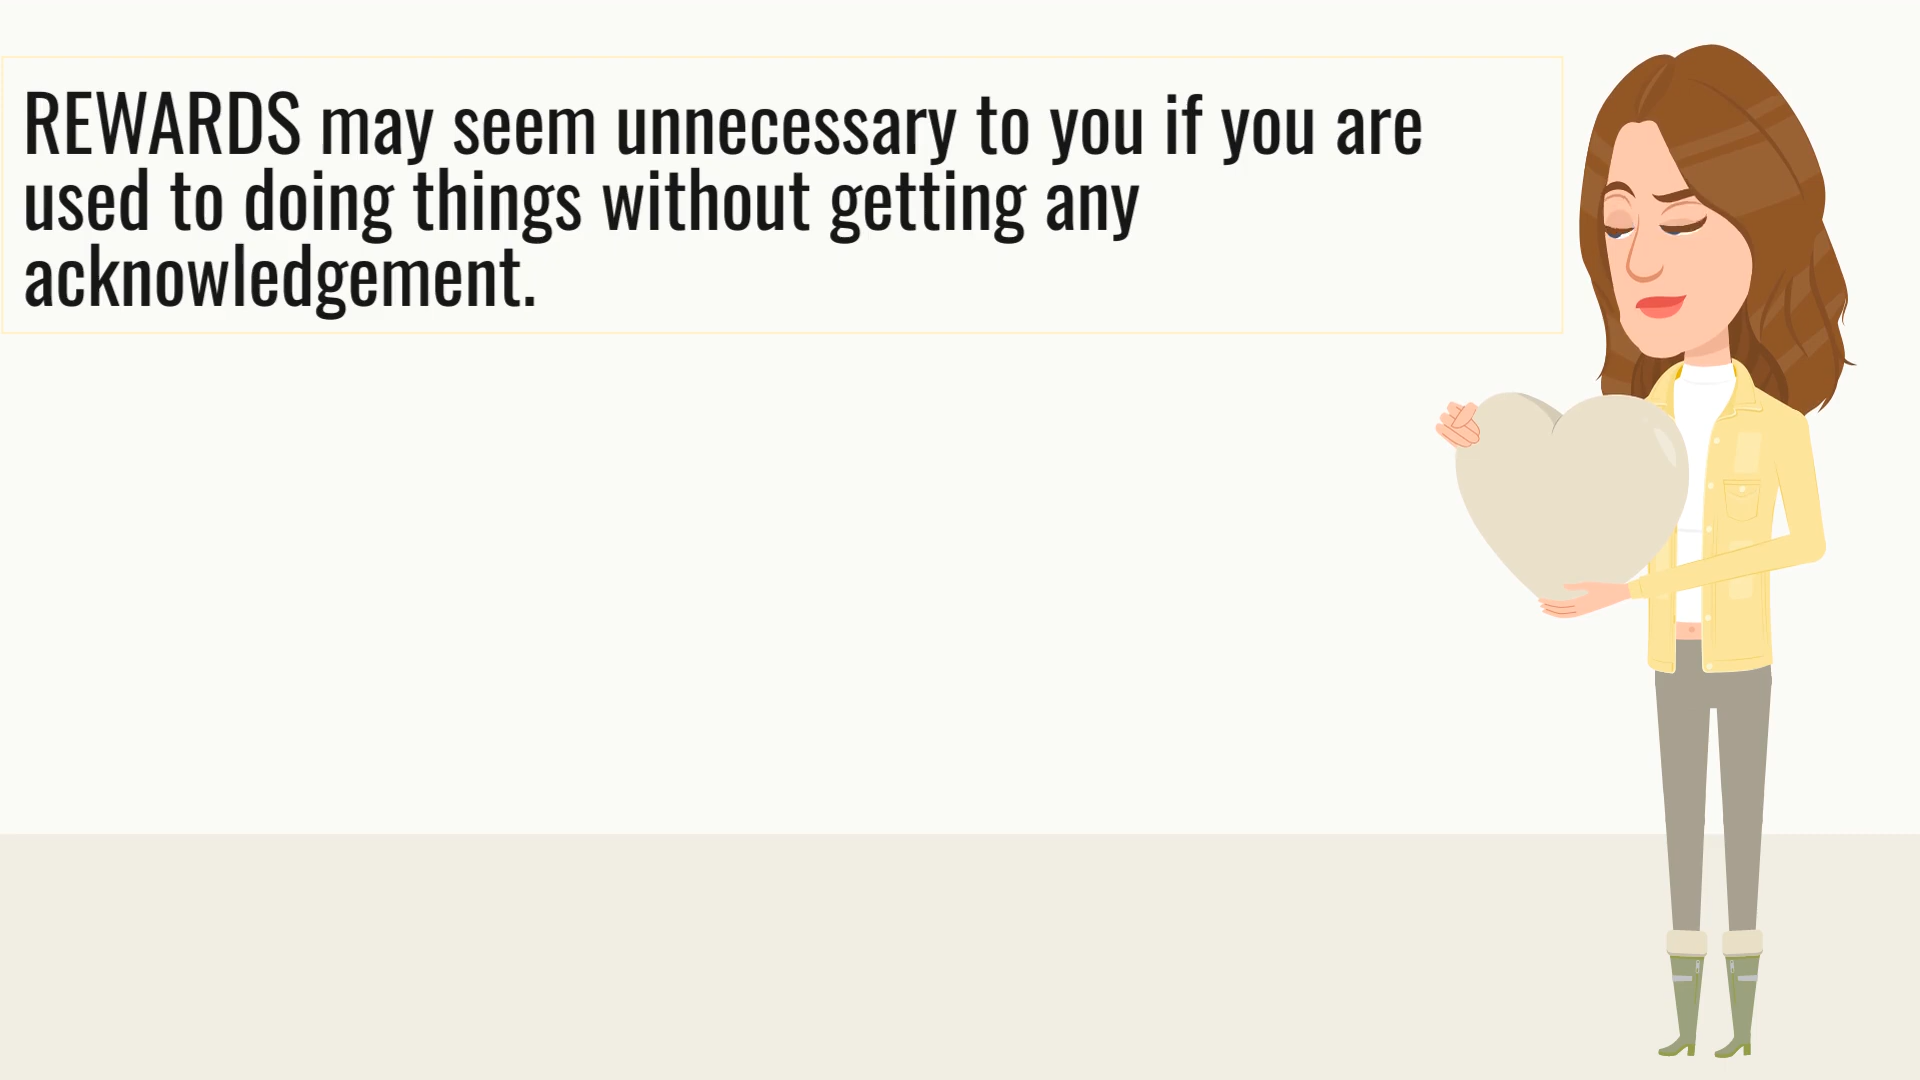 REWARDS may seem unnecessary to you if you are
used to doing things without getting any
acknowledgement.